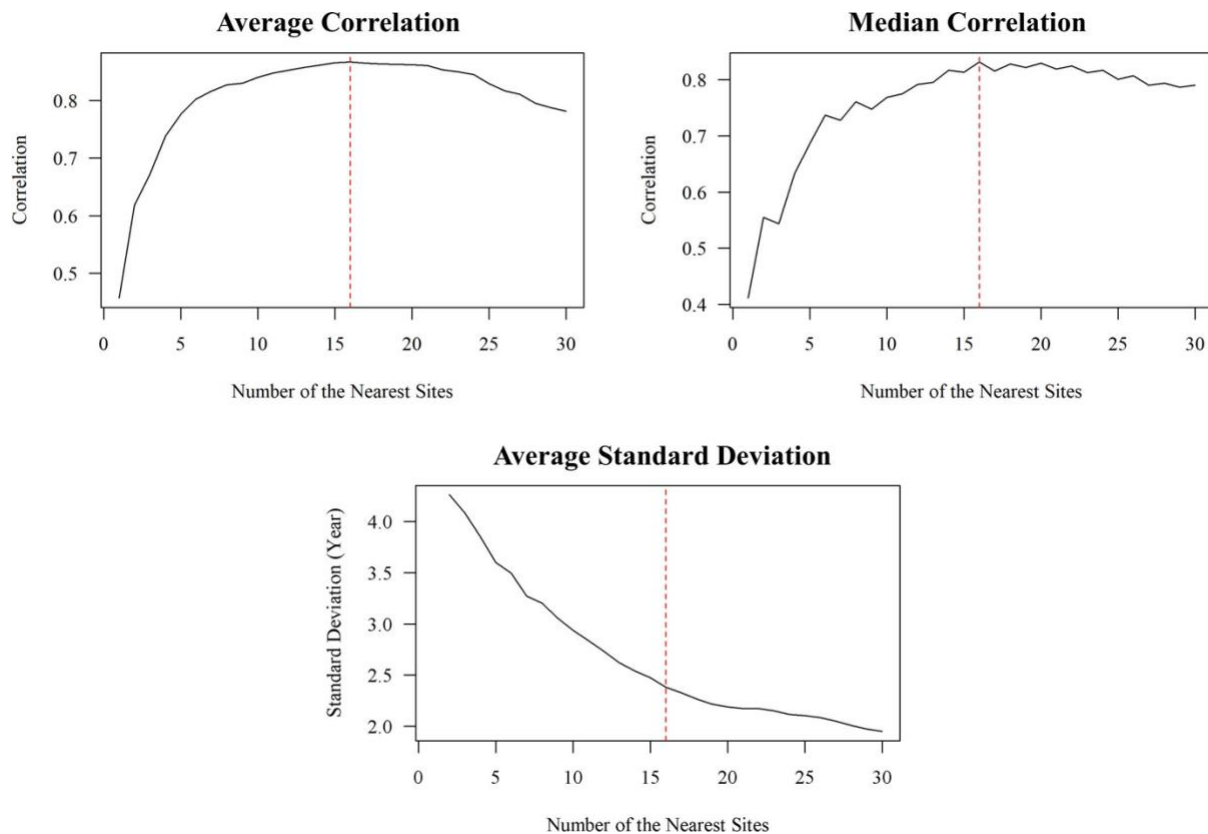 Average Correlation
Correlation
0.8
0.7
0.6
0.5
0 5 10 15 20 25 30
Number of the Nearest Sites
Median Correlation
Correlation
0.8
0.7
0.6
0.5
0.4
0 5 10 15 20 25 30
Number of the Nearest Sites
Average Standard Deviation
Standard Deviation (Year)
4.0
3.5
3.0
2.5
2.0
0 5 10 15 20 25 30
Number of the Nearest Sites